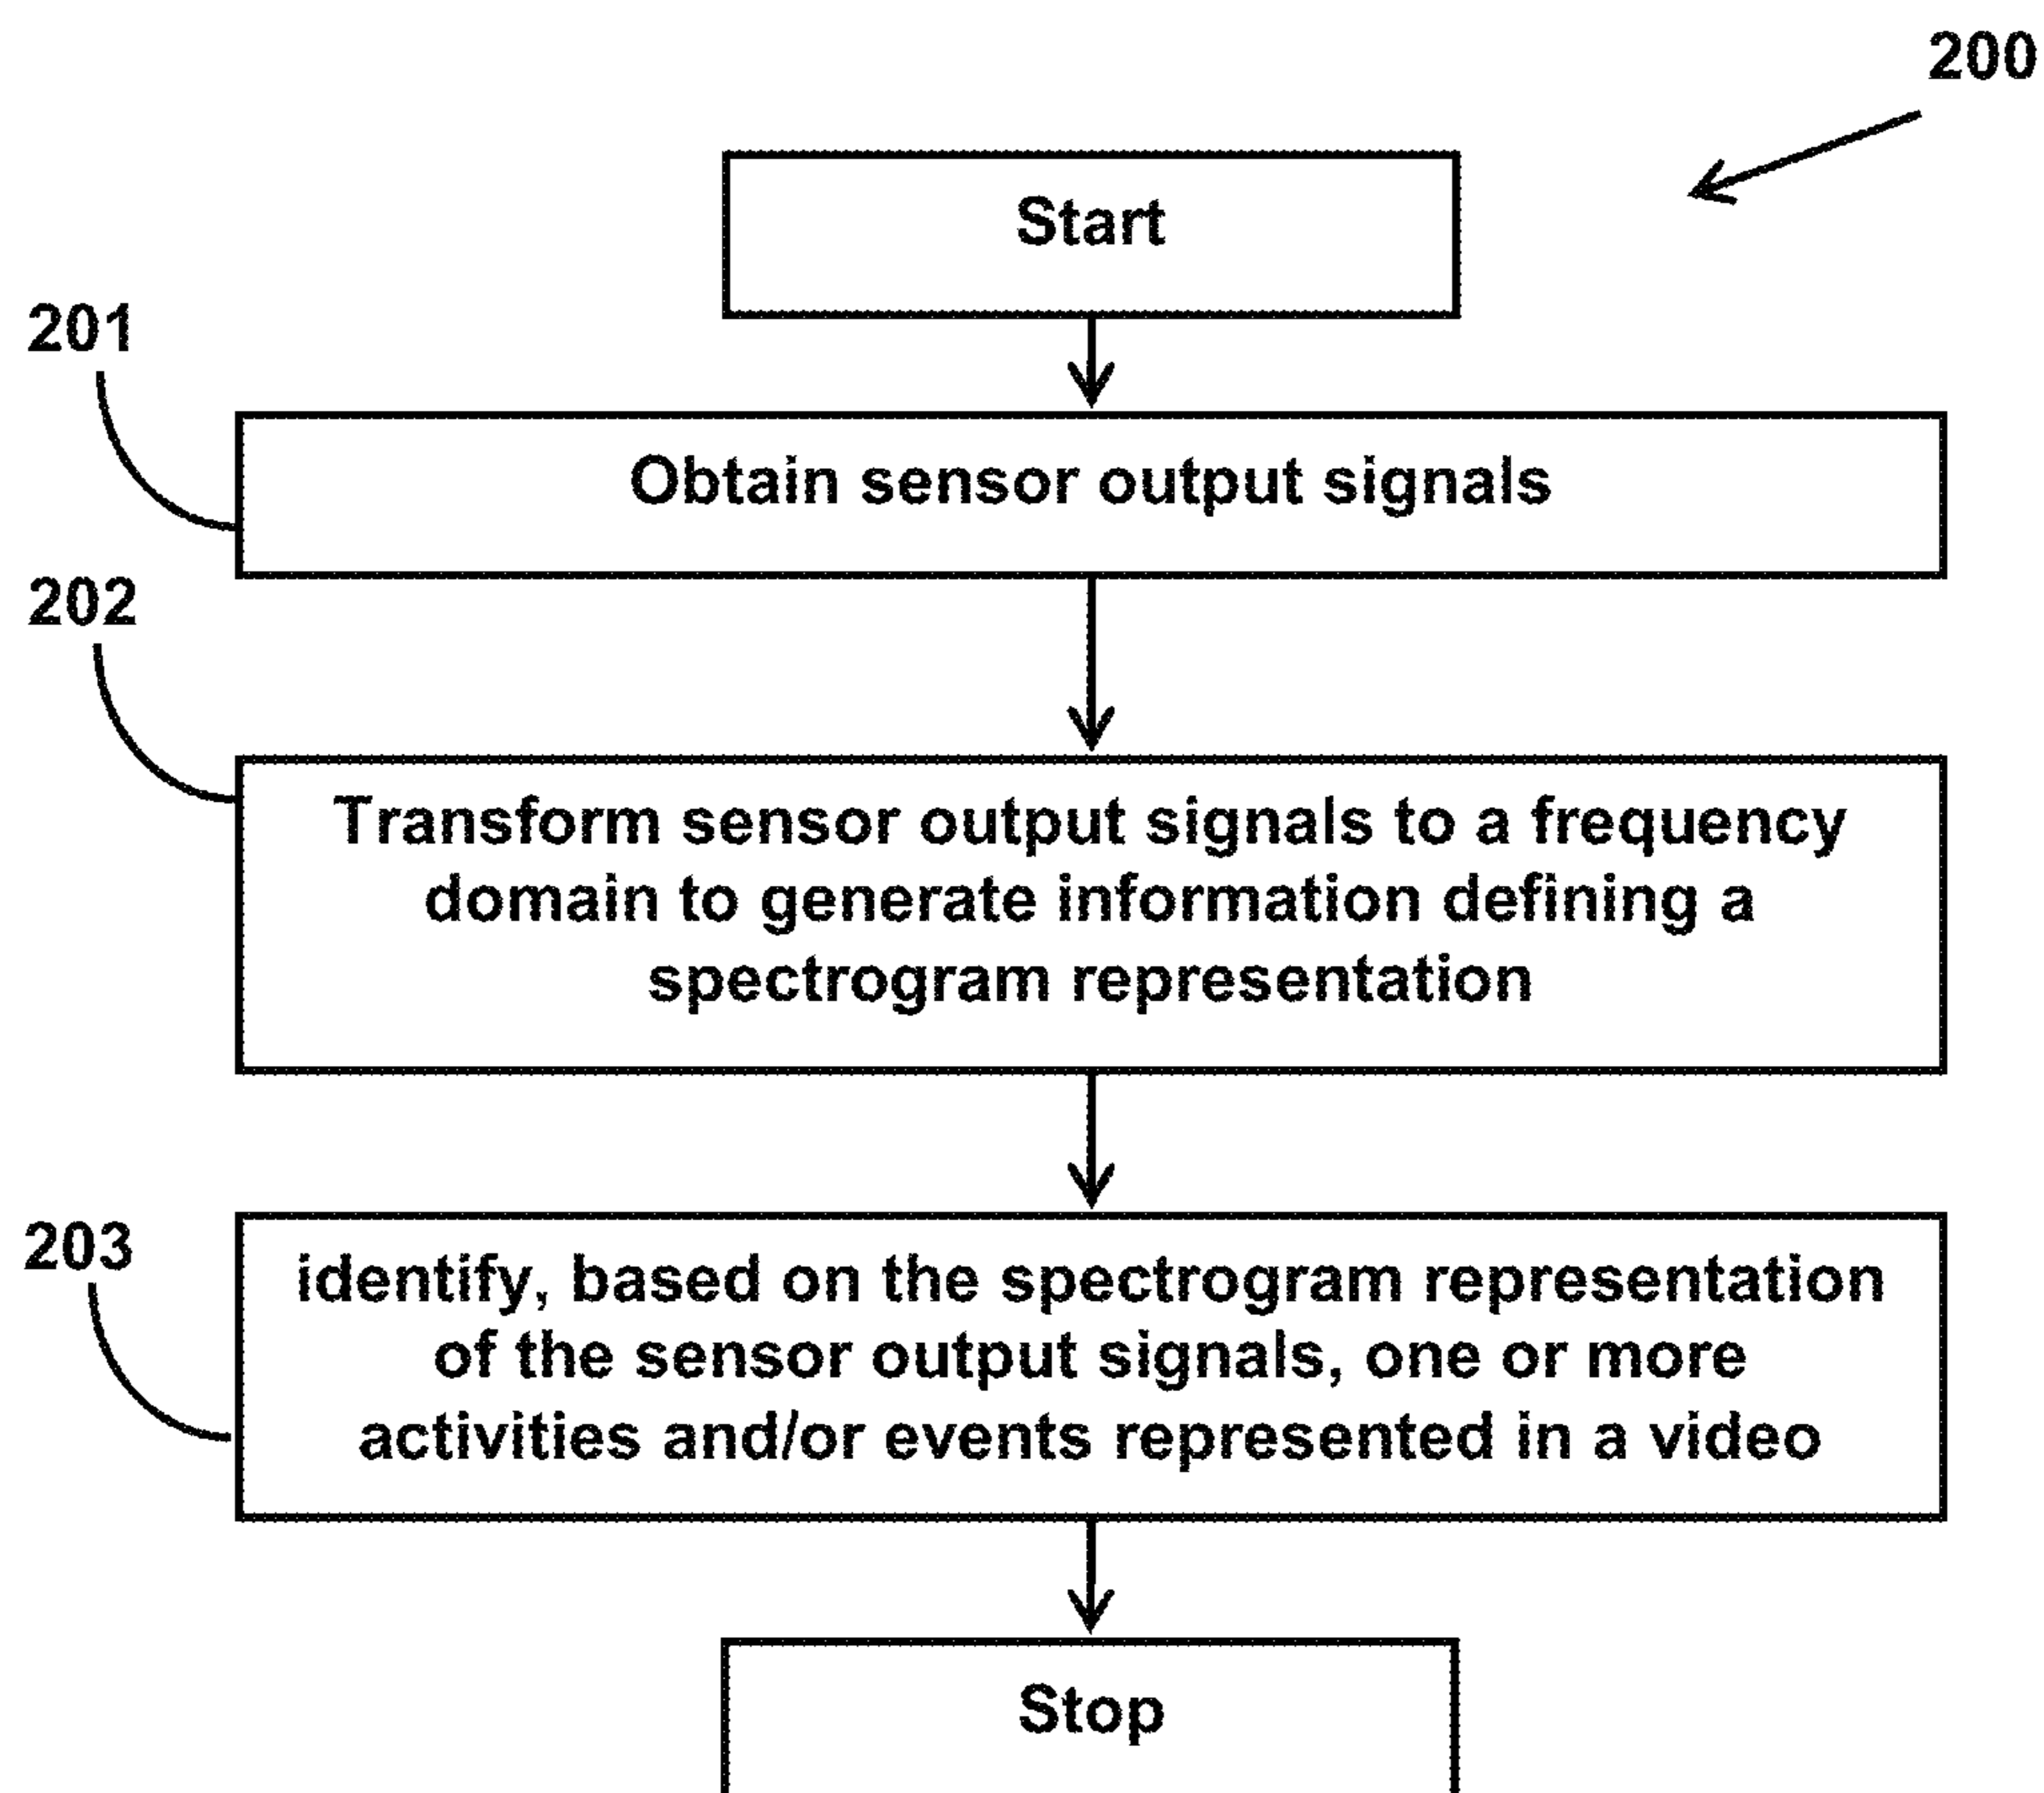 200
Start
201
Obtain sensor output signals
202
Transform sensor output signals to a frequency
domain to generate information defining a
spectrogram representation
203
identify, based on the spectrogram representation
of the sensor output signals, one or more
activities and/or events represented in a video
Stop